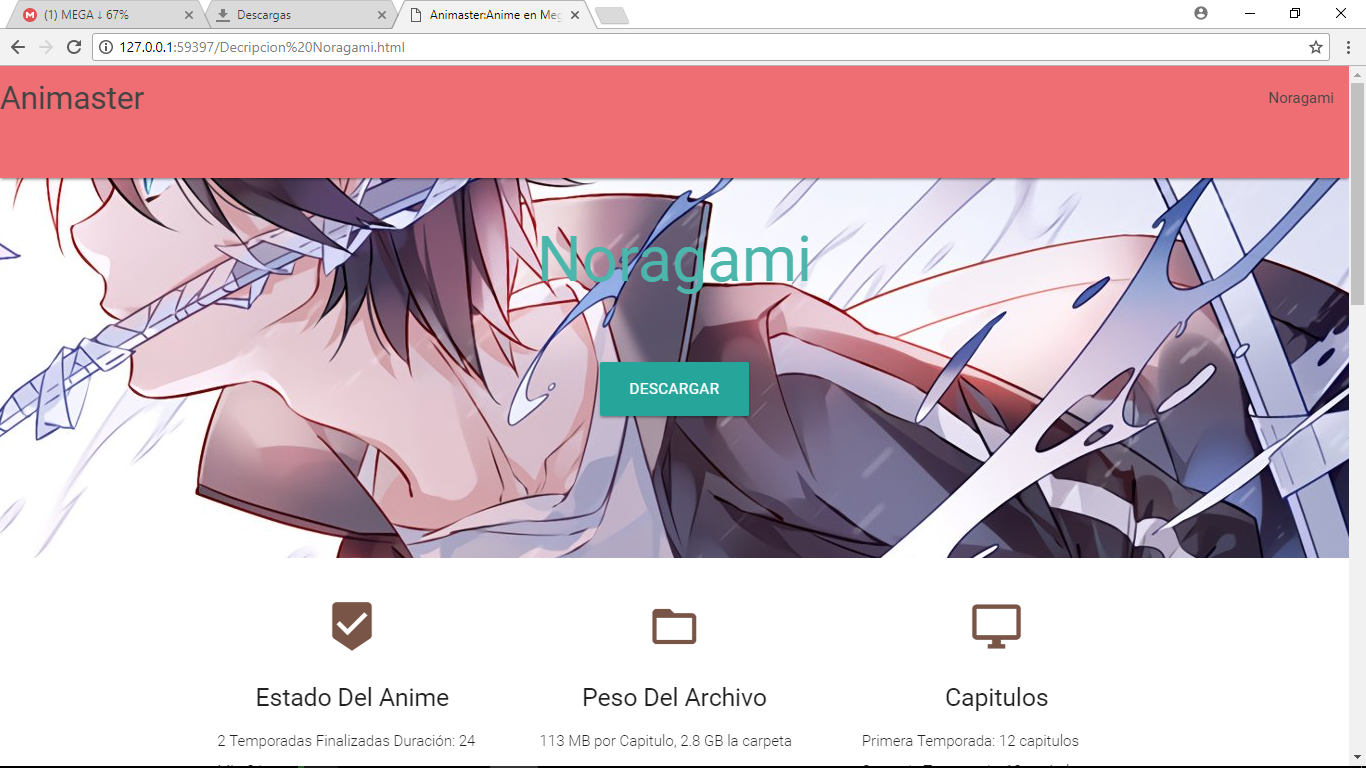 (1) MEGA ↓ 67%
Descargas
Animaster:Anime en Meg
127.0.0.1:59397/Decripcion%20Noragami.html
Animaster
Noragami
Noragami
DESCARGAR
Estado Del Anime
Peso Del Archivo
Capitulos
2 Temporadas Finalizadas Duración: 24
113 MB por Capitulo, 2.8 GB la carpeta
Primera Temporada: 12 capitulos